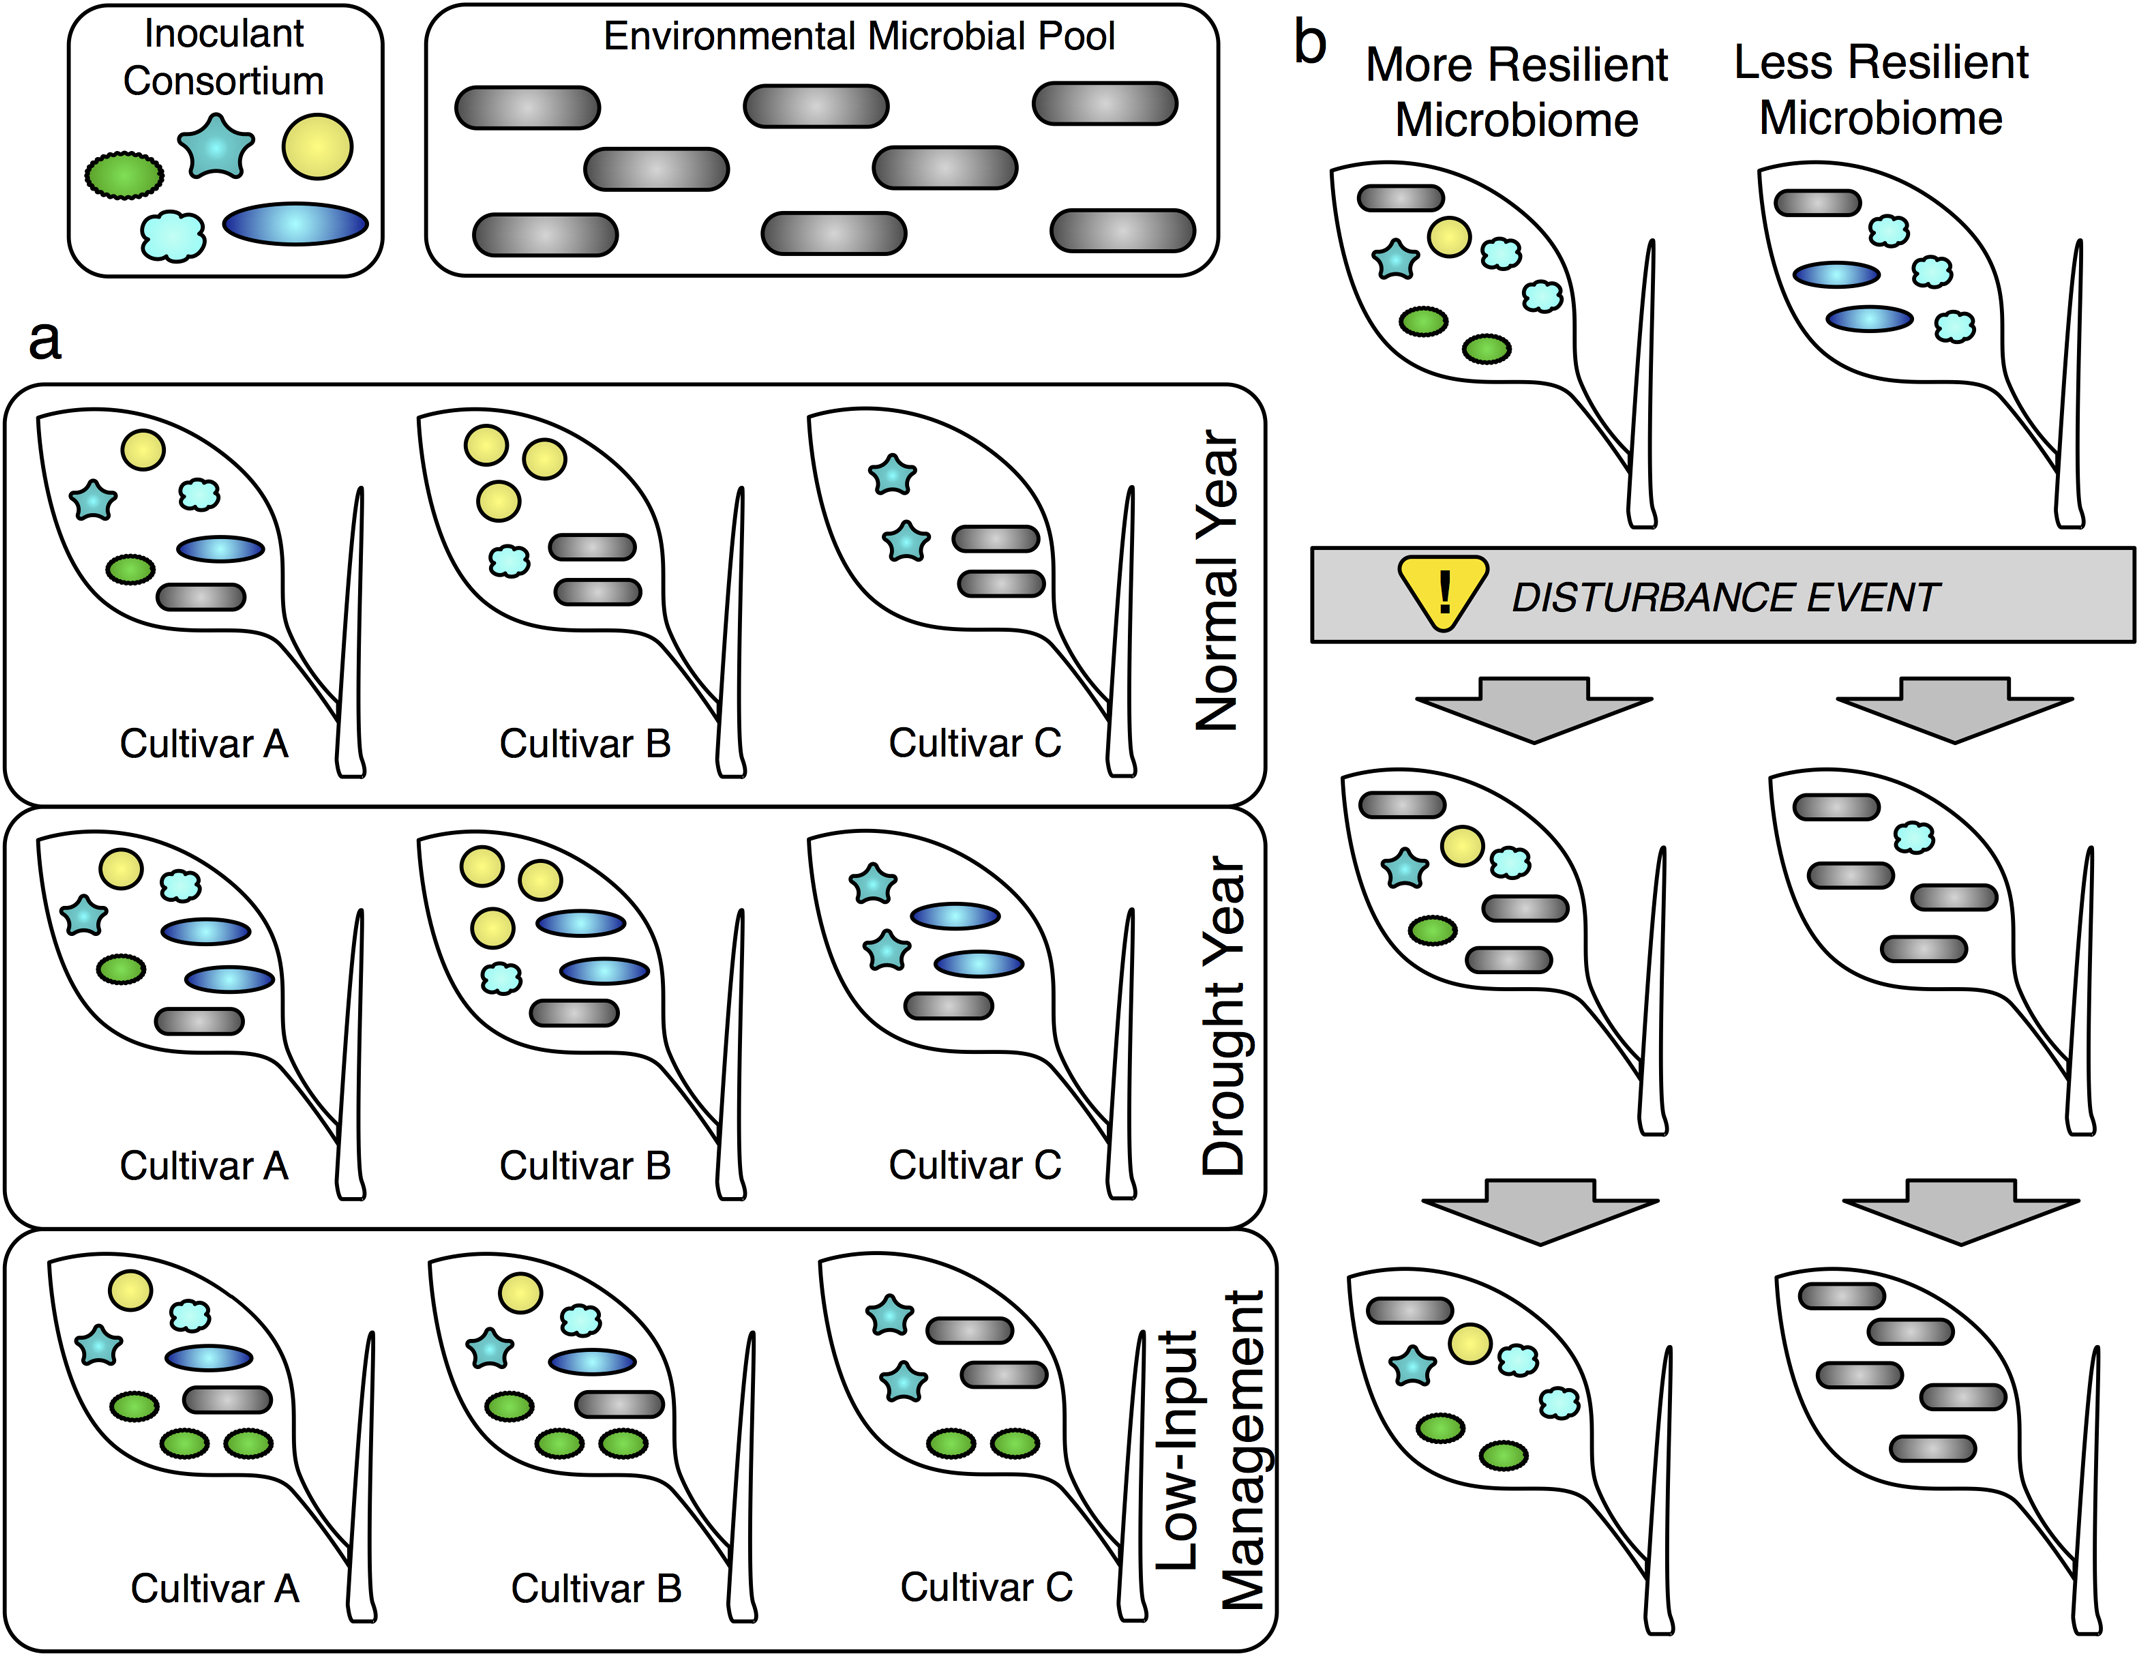 Inoculant
Consortium
Environmental Microbial Pool
a
Cultivar A
Cultivar B
Cultivar C
Normal Year
Cultivar A
Cultivar B
Cultivar C
Drought Year
Cultivar A
Cultivar B
Cultivar C
Low-Input
Management
b
More Resilient
Microbiome
Less Resilient
Microbiome
! DISTURBANCE EVENT